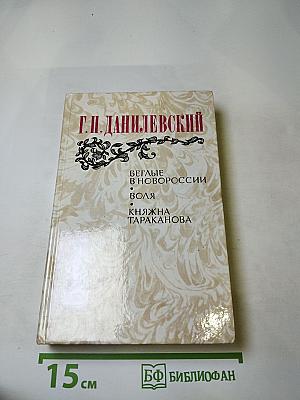 Г.П. ДАНИЛЕВСКИЙ
БЕГЛЫЕ
В НОВОРОССИИ
•
ВОЛЯ
•
КНЯЖНА
ТАРАКАНОВА
15 см
БФ БИБЛИОФАН